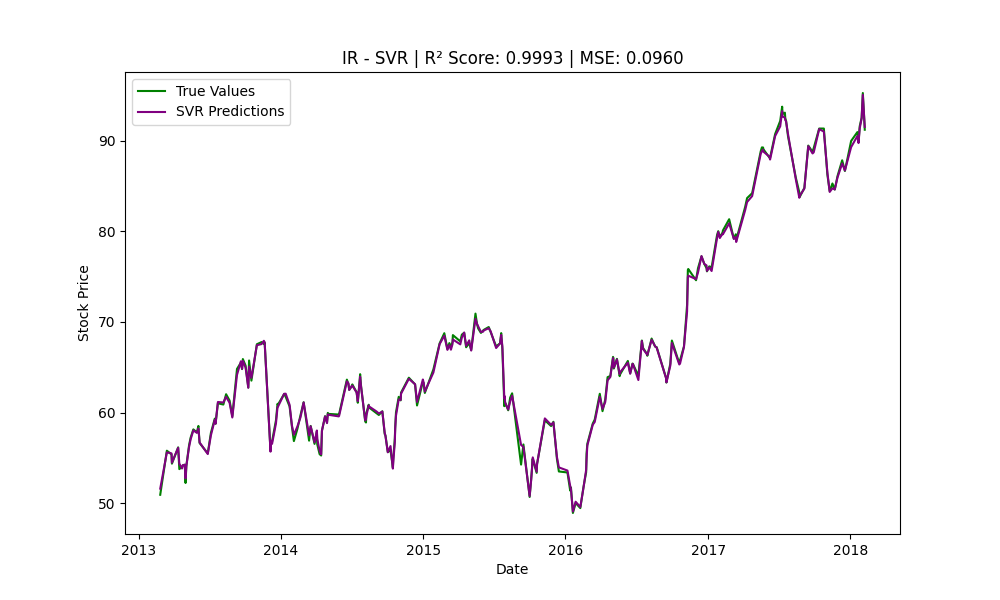 IR - SVR | R² Score: 0.9993 | MSE: 0.0960
True Values
SVR Predictions
Stock Price
90
80
70
60
50
2013
2014
2015
2016
2017
2018
Date